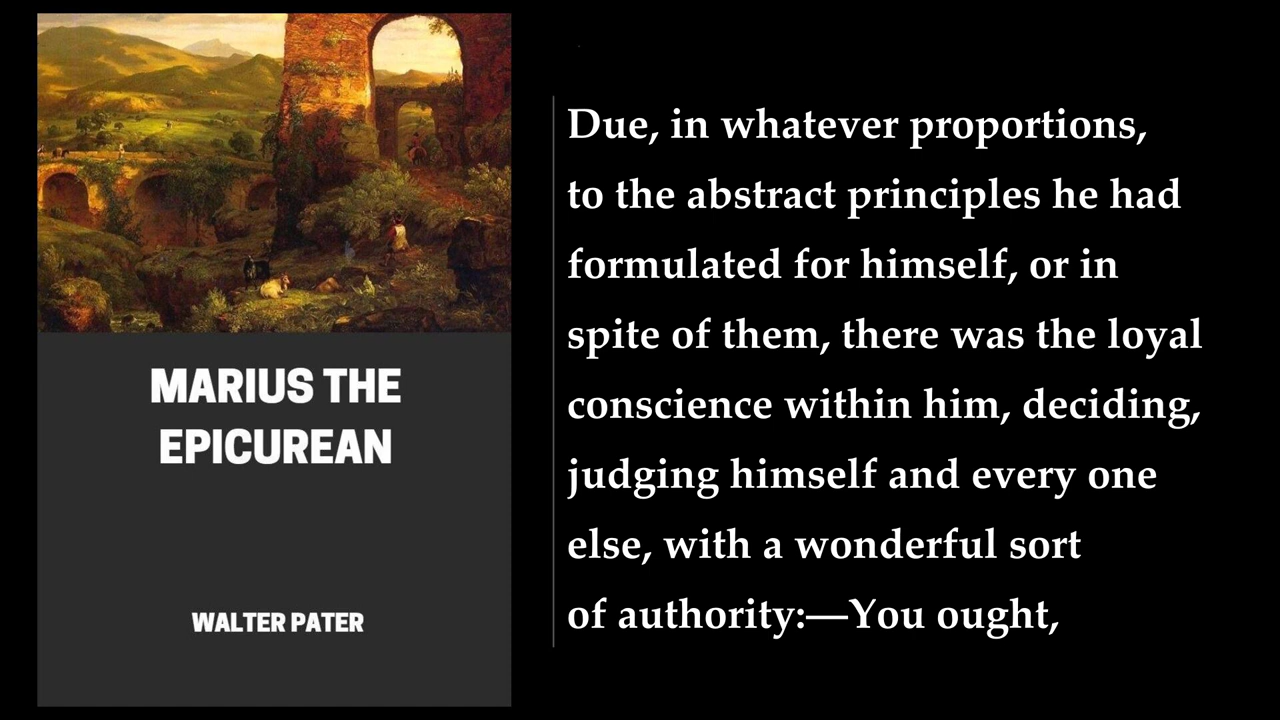 MARIUS THE
EPICUREAN
WALTER PATER
Due, in whatever proportions,
to the abstract principles he had
formulated for himself, or in
spite of them, there was the loyal
conscience within him, deciding,
judging himself and every one
else, with a wonderful sort
of authority:—You ought,